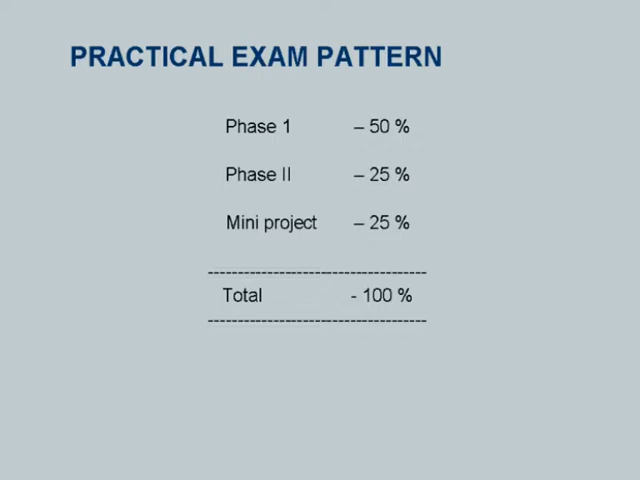 PRACTICAL EXAM PATTERN
Phase 1 – 50 %
Phase II – 25 %
Mini project – 25 %
-------------------------------------
Total - 100 %
-------------------------------------